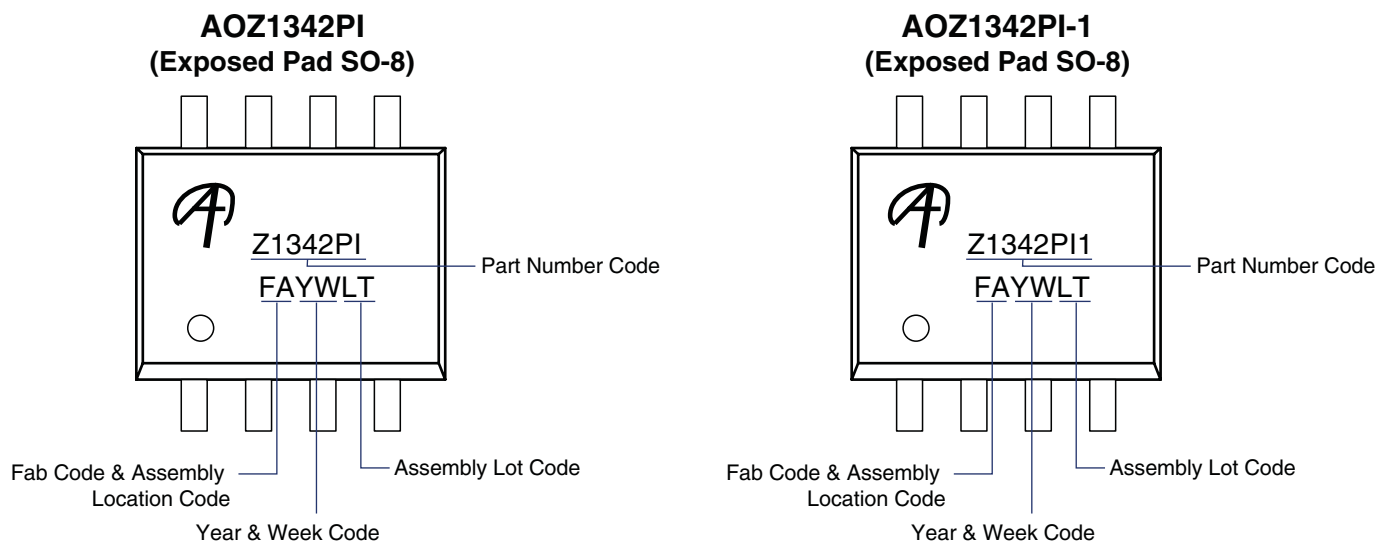 AOZ1342PI
(Exposed Pad SO-8)
Z1342PI
Part Number Code
FAYWLT
Fab Code & Assembly
Location Code
Assembly Lot Code
Year & Week Code
AOZ1342PI-1
(Exposed Pad SO-8)
Z1342PI1
Part Number Code
FAYWLT
Fab Code & Assembly
Location Code
Assembly Lot Code
Year & Week Code